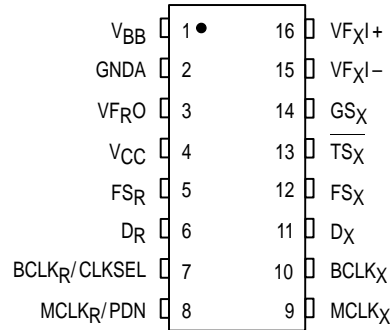 VBB 1 16 VFXI+
GNDA 2 15 VFXI–
VFRO 3 14 GSX
VCC 4 13 TSX
FSR 5 12 FSX
DR 6 11 DX
BCLKR/CLKSEL 7 10 BCLKX
MCLKR/PDN 8 9 MCLKX